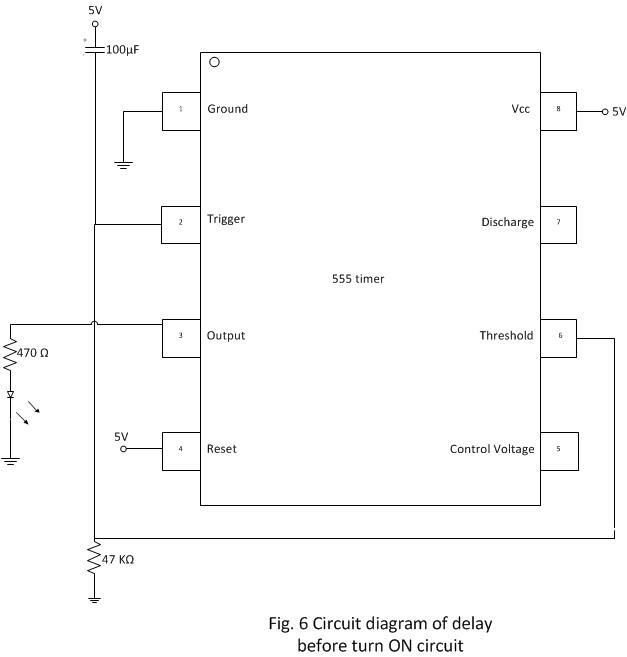 5V
100µF
1 Ground
Vcc 8
5V
2 Trigger
Discharge 7
555 timer
3 Output
Threshold 6
470 Ω
5V
4 Reset
Control Voltage 5
47 KΩ
Fig. 6 Circuit diagram of delay
before turn ON circuit